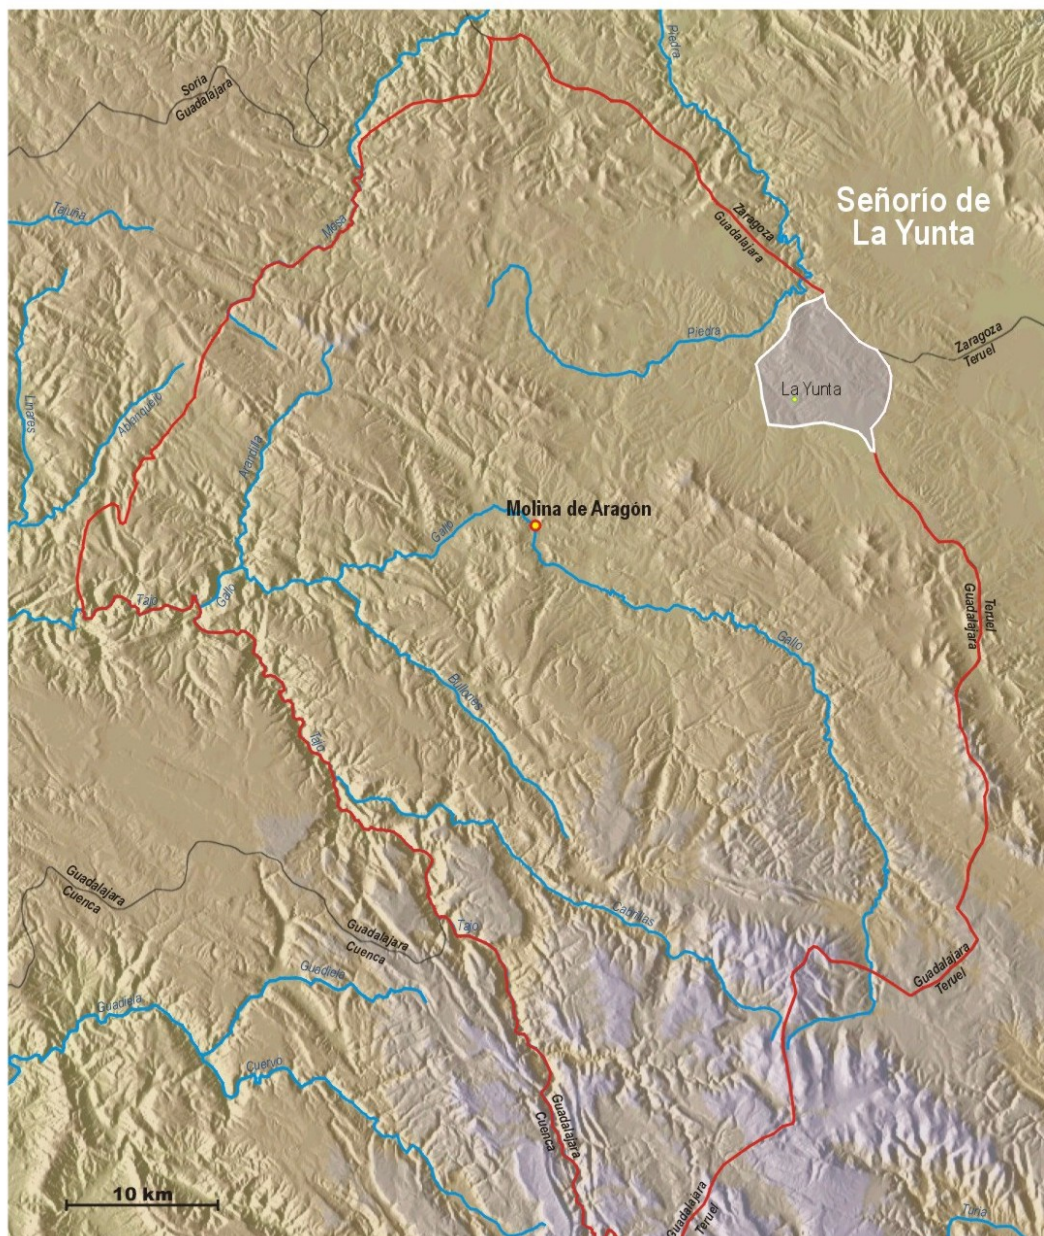 Piedra
Soria
Guadalajara
Señorío de
La Yunta
Tajuña
Mesa
Zaragoza
Guadalajara
Piedra
Zaragoza
Teruel
La Yunta
Linares
Ablanquejo
Arandilla
Molina de Aragón
Gallo
Tajo
Gallo
Teruel
Guadalajara
Gallo
Bullones
Tajo
Guadalajara
Cuenca
Cabrillas
Tajo
Guadalajara
Cuenca
Guadalajara
Teruel
Guadiela
Guadiela
Cuervo
Guadalajara
Cuenca
10 km
Guadalajara
Teruel
Turia